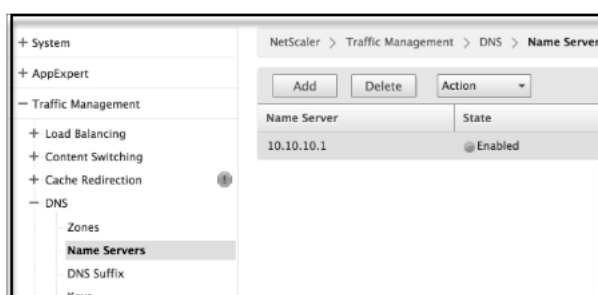 + System
+ AppExpert
− Traffic Management
+ Load Balancing
+ Content Switching
+ Cache Redirection !
− DNS
Zones
Name Servers
DNS Suffix
NetScaler > Traffic Management > DNS > Name Server
Add Delete Action
Name Server State
10.10.10.1 Enabled